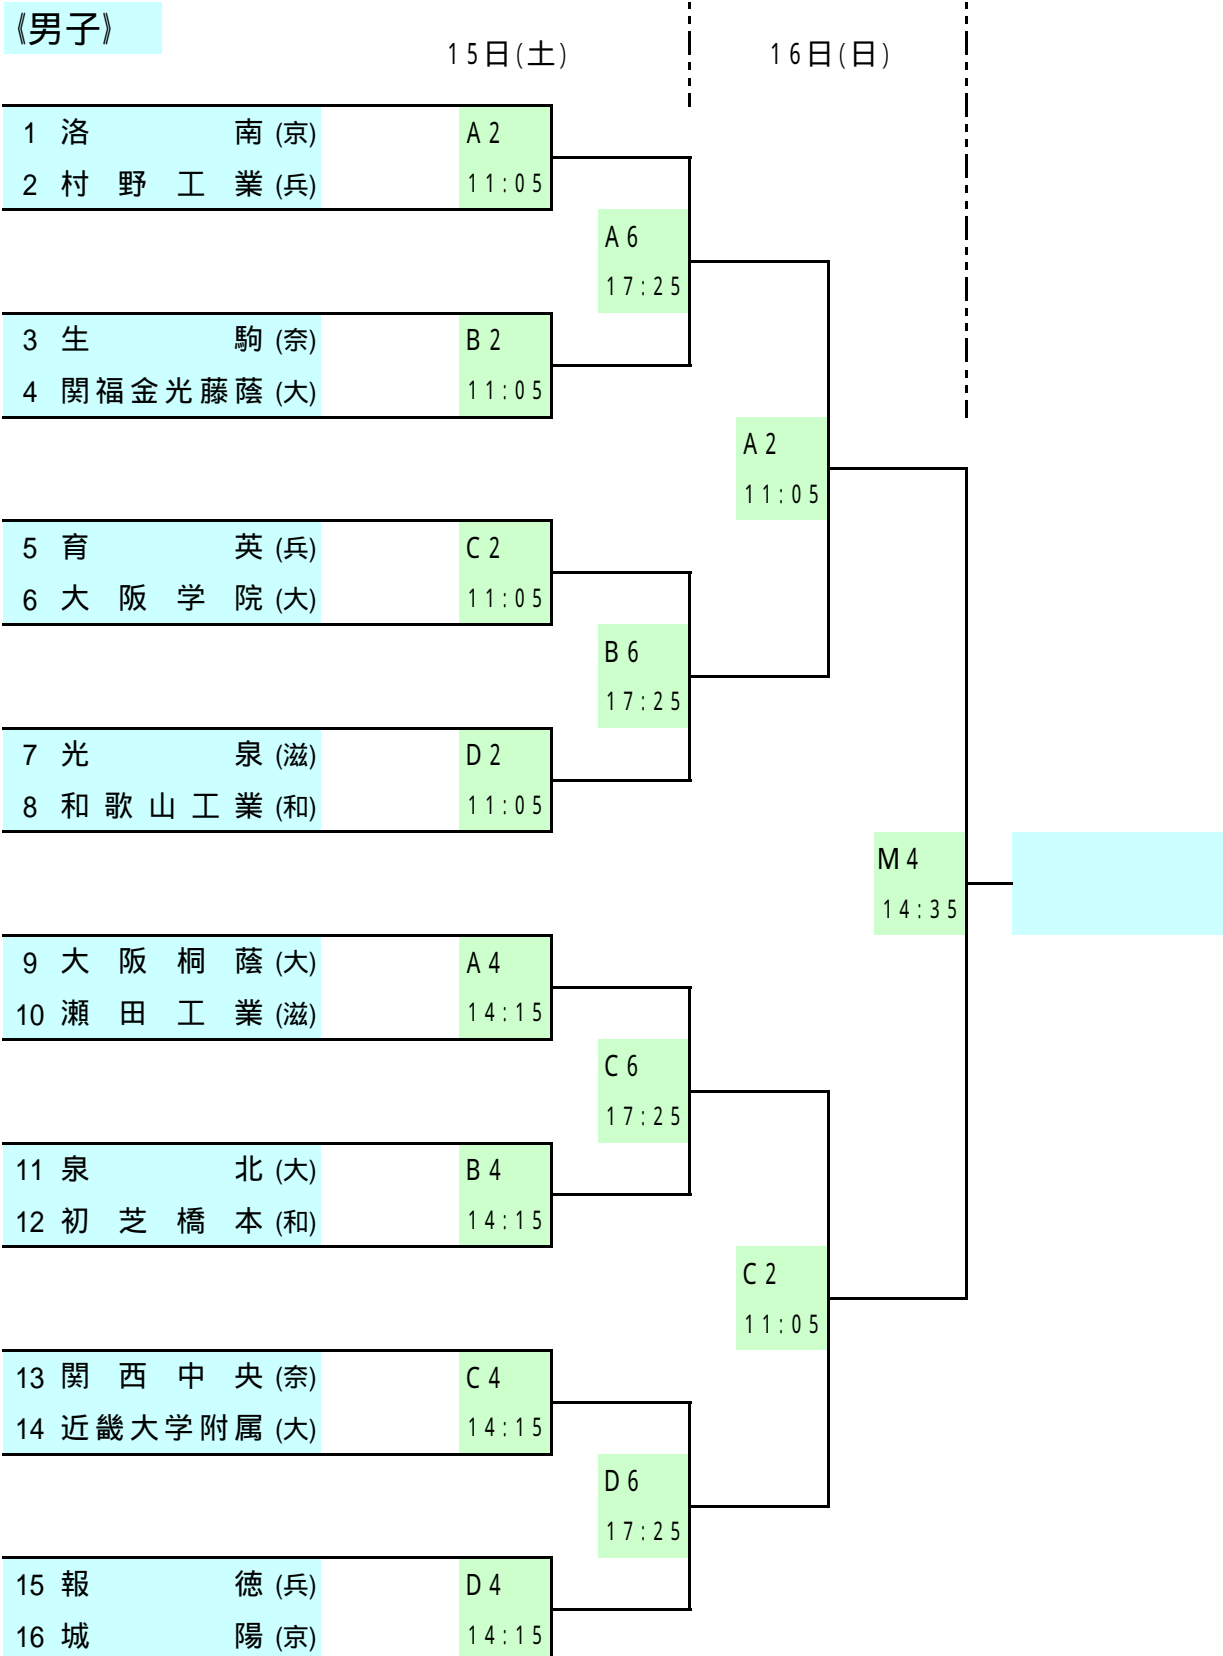 《男子》
15日(土)
16日(日)
1 洛南 (京)
A2
2 村野工業 (兵)
11:05
A6
17:25
3 生駒 (奈)
B2
4 関福金光藤蔭 (大)
11:05
A2
11:05
5 育英 (兵)
C2
6 大阪学院 (大)
11:05
B6
17:25
7 光泉 (滋)
D2
8 和歌山工業 (和)
11:05
M4
14:35
9 大阪桐蔭 (大)
A4
10 瀬田工業 (滋)
14:15
C6
17:25
11 泉北 (大)
B4
12 初芝橋本 (和)
14:15
C2
11:05
13 関西中央 (奈)
C4
14 近畿大学附属 (大)
14:15
D6
17:25
15 報徳 (兵)
D4
16 城陽 (京)
14:15